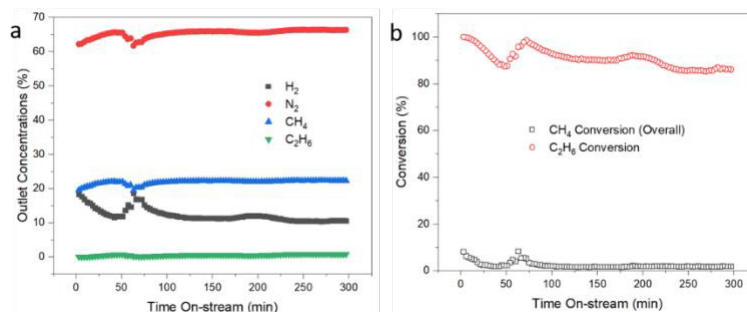 a
70
60
50
40
30
20
10
0
Outlet Concentrations (%)
H₂
N₂
CH₄
C₂H₆
0 50 100 150 200 250 300
Time On-stream (min)
b
100
80
60
40
20
0
Conversion (%)
CH₄ Conversion (Overall)
C₂H₆ Conversion
0 50 100 150 200 250 300
Time On-stream (min)